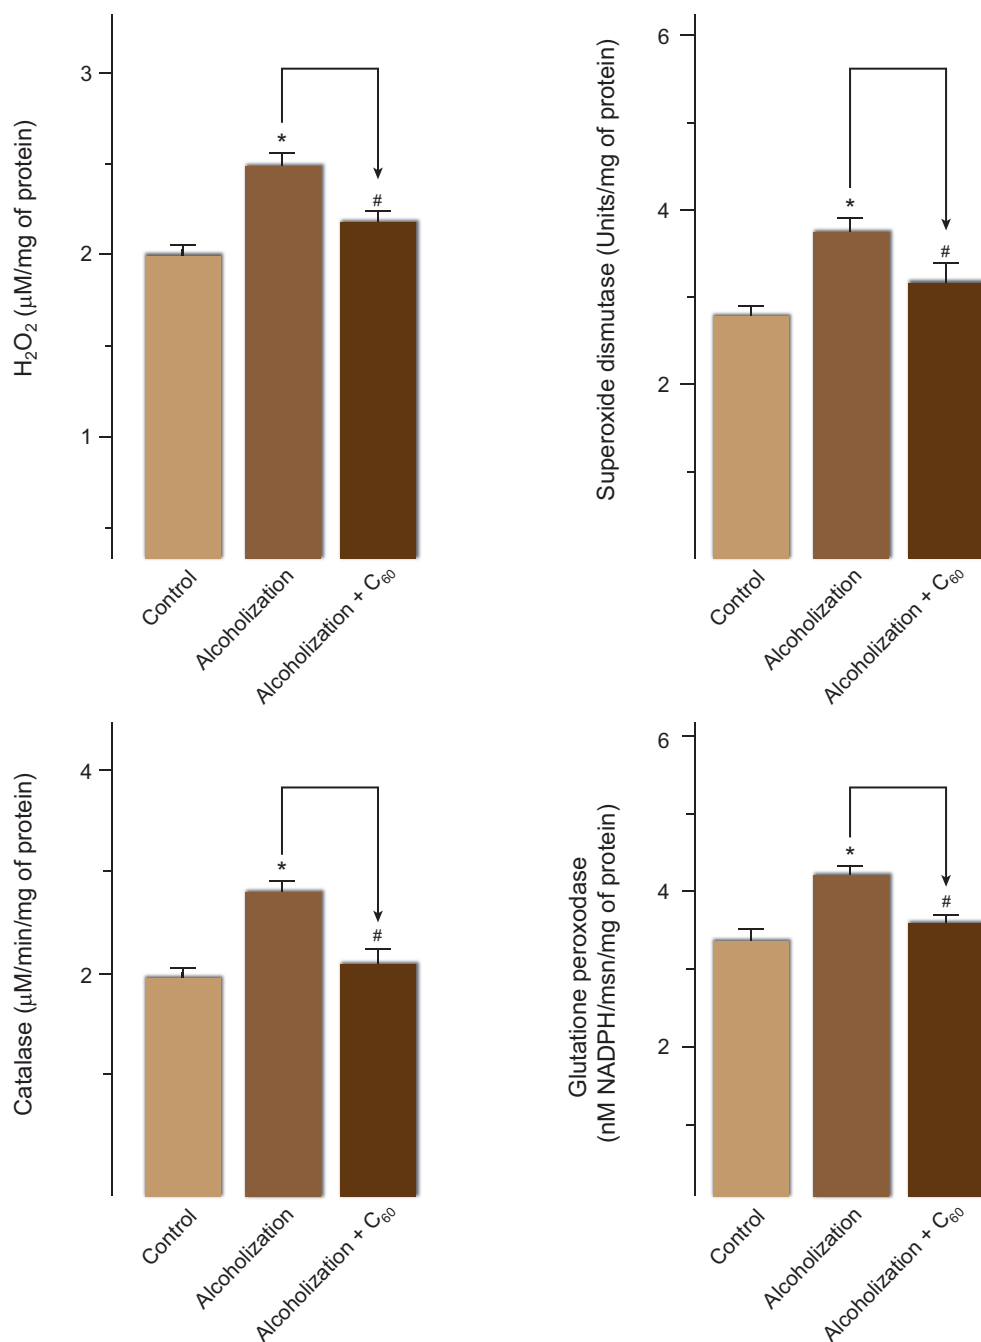 H₂O₂ (μM/mg of protein)
3
2
1
*
#
Control
Alcoholization
Alcoholization + C₆₀
Superoxide dismutase (Units/mg of protein)
6
4
2
*
#
Control
Alcoholization
Alcoholization + C₆₀
Catalase (μM/min/mg of protein)
4
2
*
#
Control
Alcoholization
Alcoholization + C₆₀
Glutatione peroxodase
(nM NADPH/msn/mg of protein)
6
4
2
*
#
Control
Alcoholization
Alcoholization + C₆₀